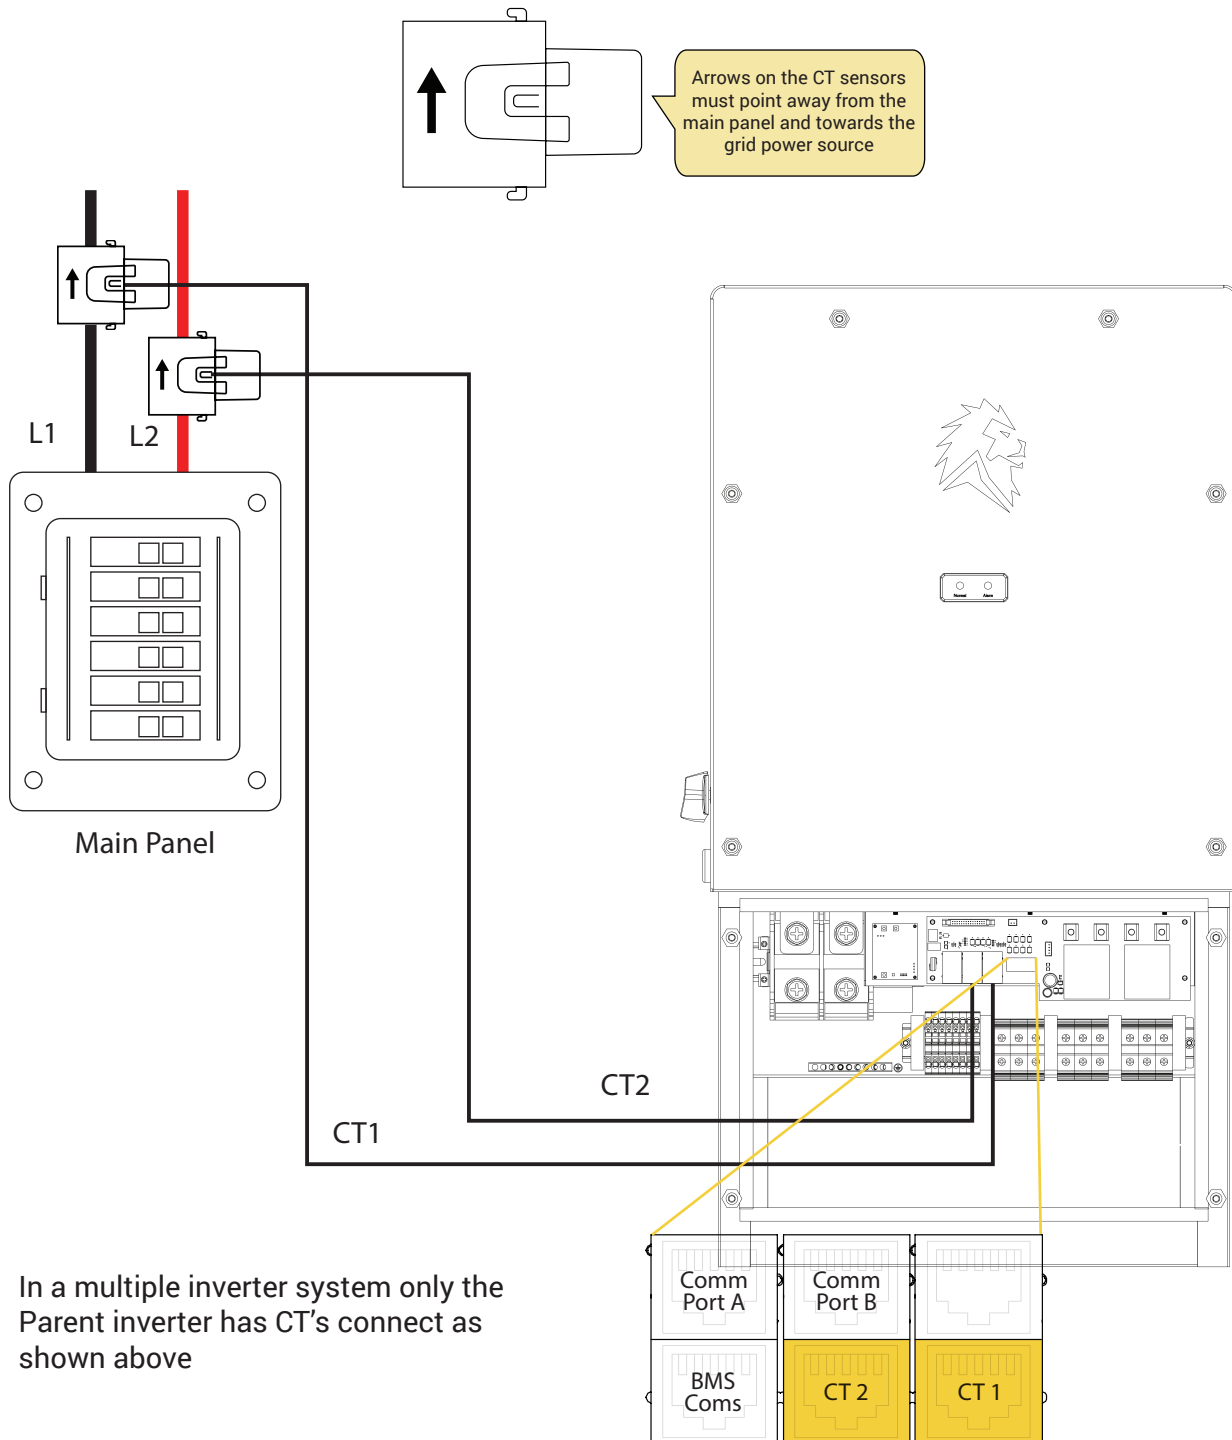 Arrows on the CT sensors
must point away from the
main panel and towards the
grid power source
L1
L2
Main Panel
Normal
Alarm
CT2
CT1
Comm
Port A
Comm
Port B
BMS
Coms
CT 2
CT 1
In a multiple inverter system only the
Parent inverter has CT’s connect as
shown above